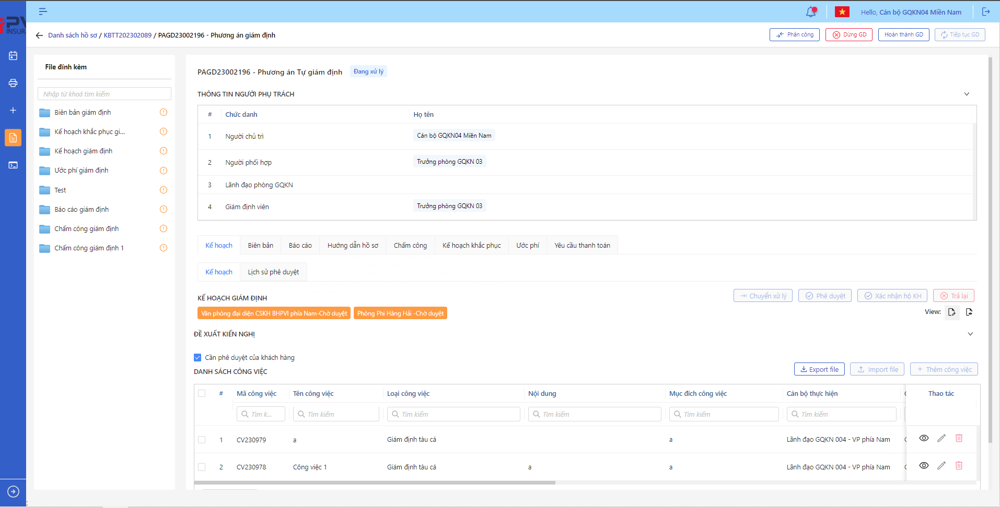 Hello, Cán bộ GQKN04 Miền Nam
INSUR
Danh sách hồ sơ / KBTT202302089 / PAGD23002196 - Phương án giám định
Phân công
Dừng GD
Hoàn thành GD
Tiếp tục GD
File đính kèm
Nhập từ khoá tìm kiếm
Biên bản giám định
Kế hoạch khắc phục gi...
Kế hoạch giám định
Ước phí giám định
Test
Báo cáo giám định
Chấm công giám định
Chấm công giám định 1
PAGD23002196 - Phương án Tự giám định Đang xử lý
THÔNG TIN NGƯỜI PHỤ TRÁCH
# Chức danh Họ tên
1 Người chủ trì Cán bộ GQKN04 Miền Nam
2 Người phối hợp Trưởng phòng GQKN 03
3 Lãnh đạo phòng GQKN
4 Giám định viên Trưởng phòng GQKN 03
Kế hoạch Biên bản Báo cáo Hướng dẫn hồ sơ Chấm công Kế hoạch khắc phục Ước phí Yêu cầu thanh toán
Kế hoạch Lịch sử phê duyệt
KẾ HOẠCH GIÁM ĐỊNH
Chuyển xử lý Phê duyệt Xác nhận hộ KH Trả lại
Văn phòng đại diện CSKH BHPVI phía Nam-Chờ duyệt Phòng Phi Hàng Hải -Chờ duyệt
View:
ĐỀ XUẤT KIẾN NGHỊ
Cần phê duyệt của khách hàng
DANH SÁCH CÔNG VIỆC
Export file Import file + Thêm công việc
# Mã công việc Tên công việc Loại công việc Nội dung Mục đích công việc Cán bộ thực hiện Thao tác
Tìm k... Tìm kiếm Tìm kiếm Tìm kiếm Tìm kiếm Tìm kiếm
1 CV230979 a Giám định tàu cá a Lãnh đạo GQKN 004 - VP phía Nam
2 CV230978 Công việc 1 Giám định tàu cá a a Lãnh đạo GQKN 004 - VP phía Nam